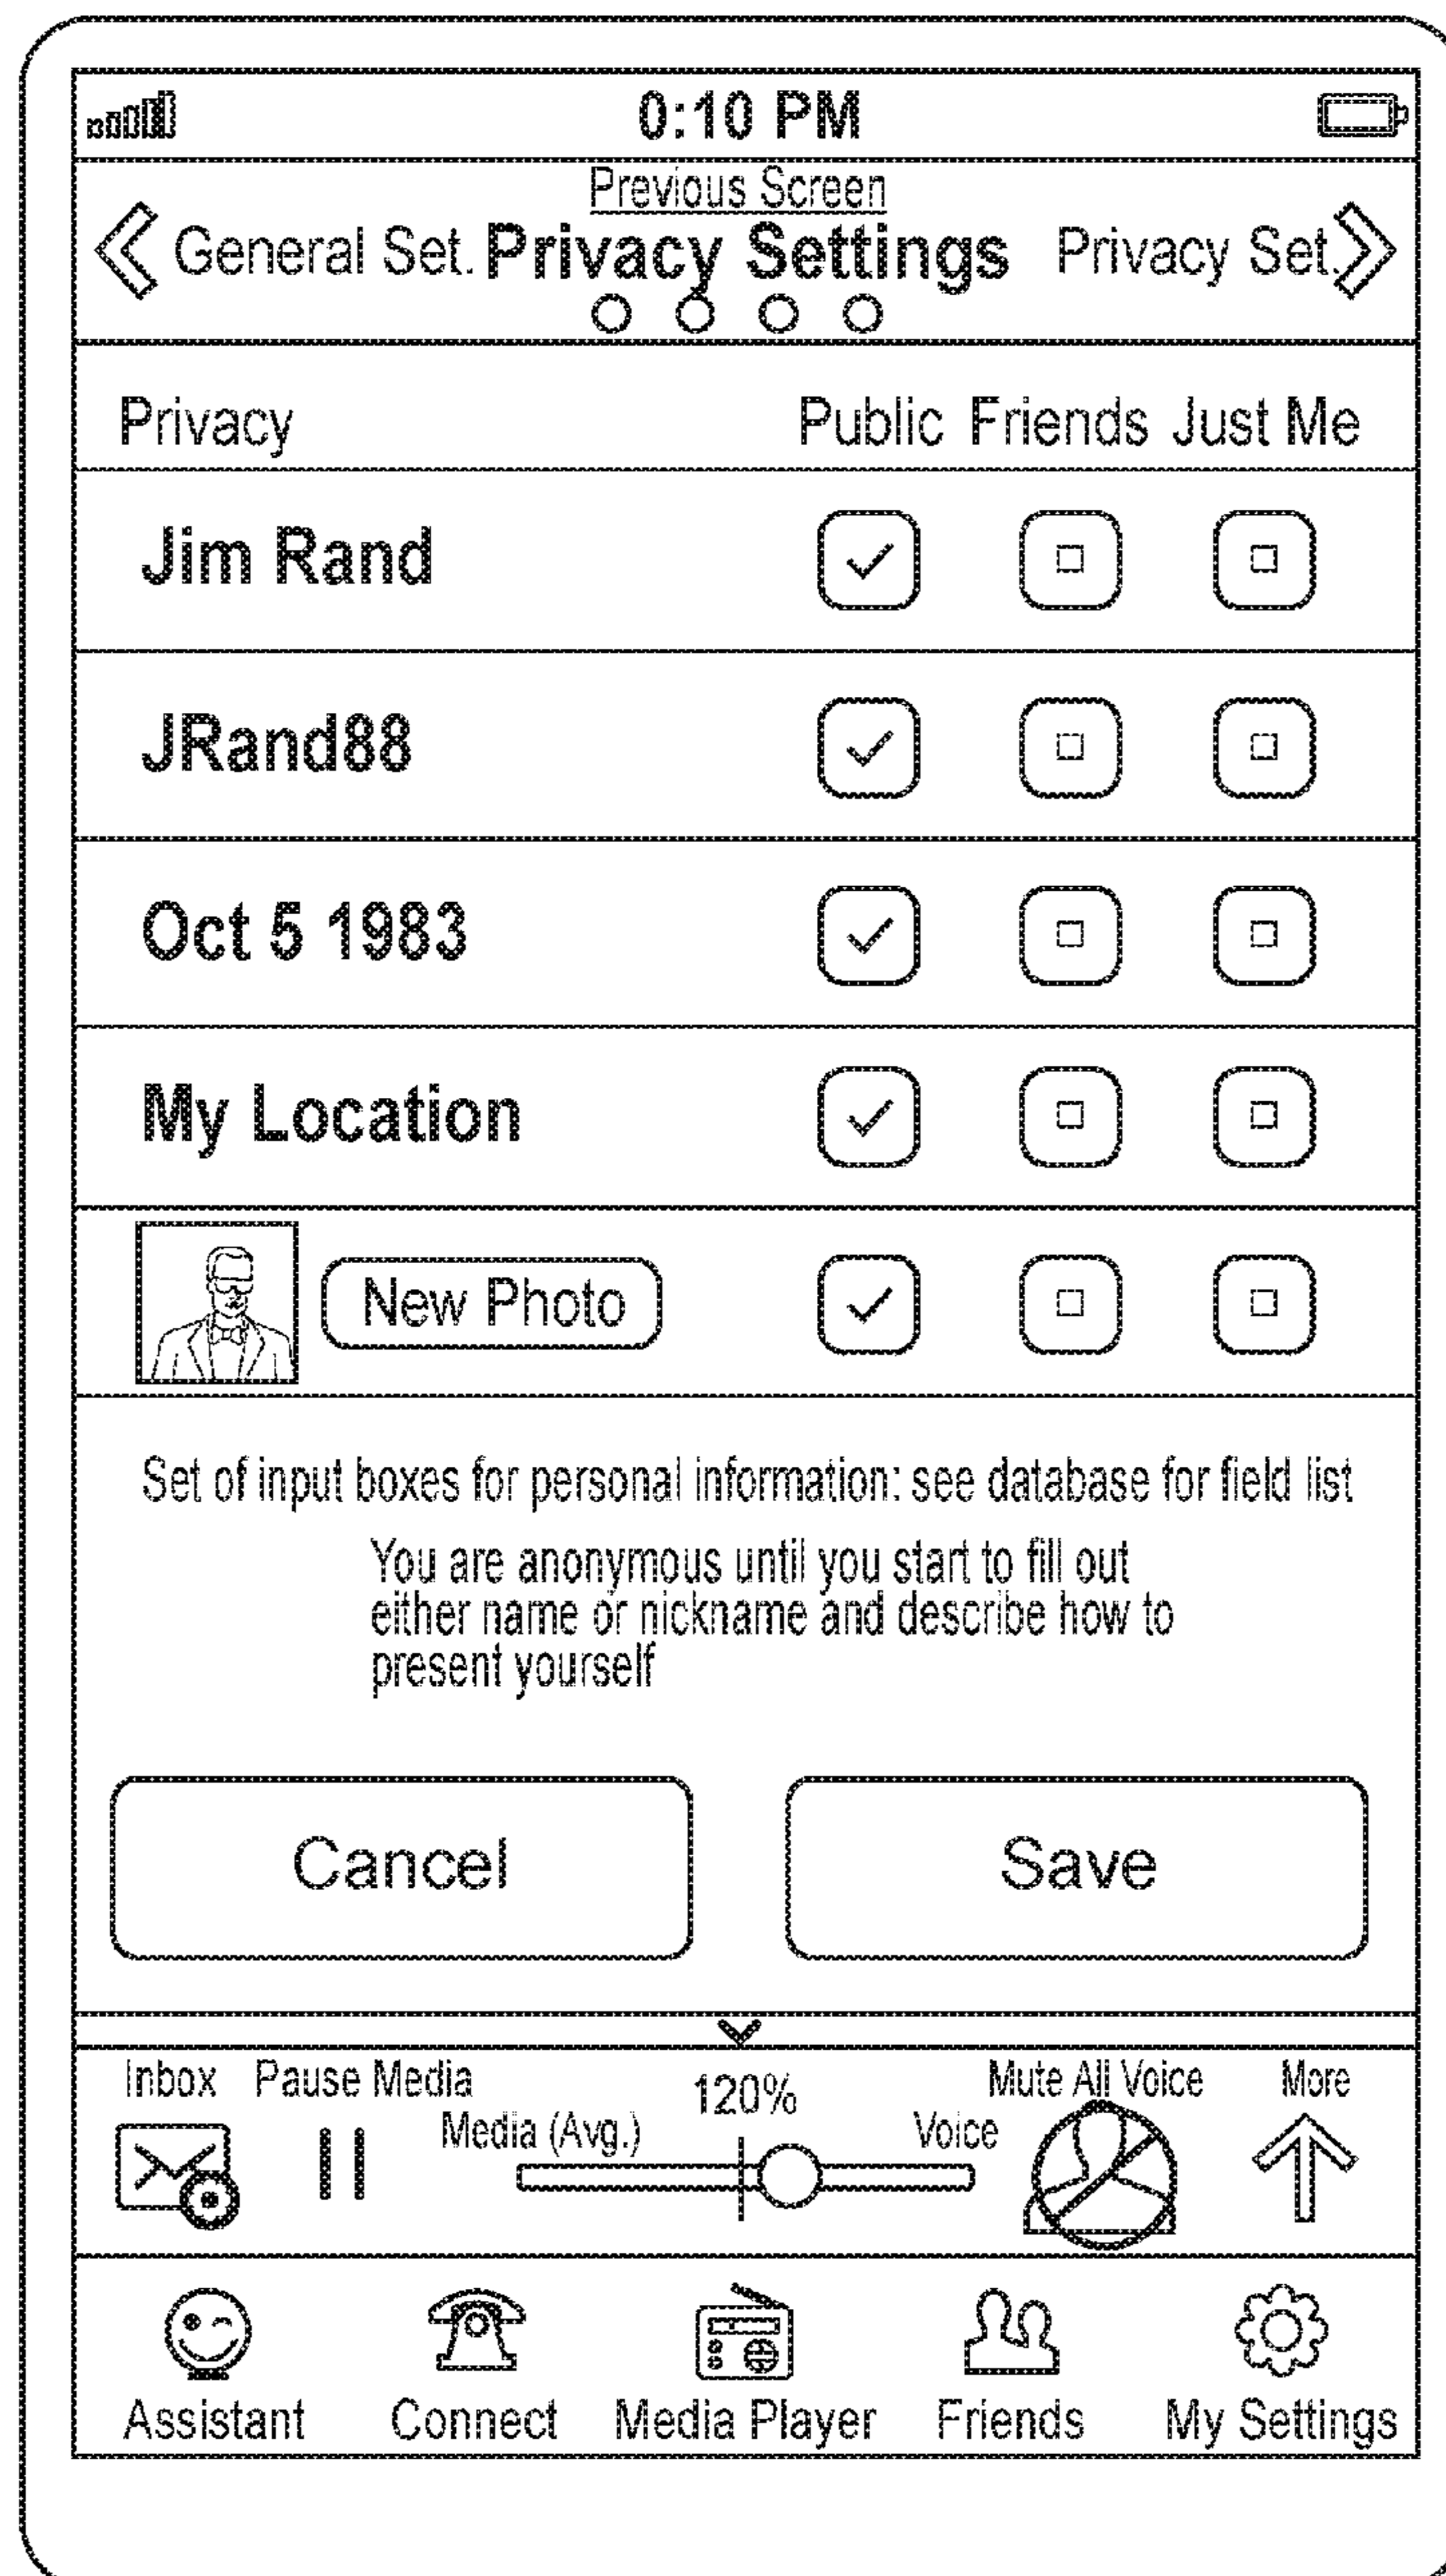 0:10 PM
Previous Screen
General Set. Privacy Settings Privacy Set.
Privacy Public Friends Just Me
Jim Rand
JRand88
Oct 5 1983
My Location
New Photo
Set of input boxes for personal information: see database for field list
You are anonymous until you start to fill out
either name or nickname and describe how to
present yourself
Cancel Save
Inbox Pause Media 120% Mute All Voice More
Media (Avg.) Voice
Assistant Connect Media Player Friends My Settings